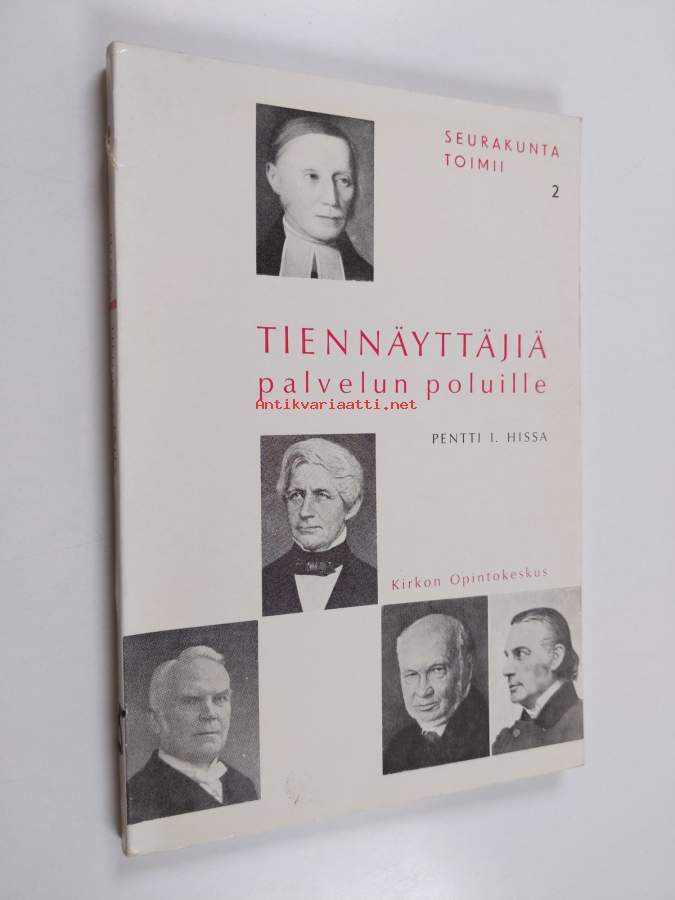 SEURAKUNTA
TOIMII
2
TIENNÄYTTÄJIÄ
palvelun poluille
Antikvariaatti.net
PENTTI I. HISSA
Kirkon Opintokeskus